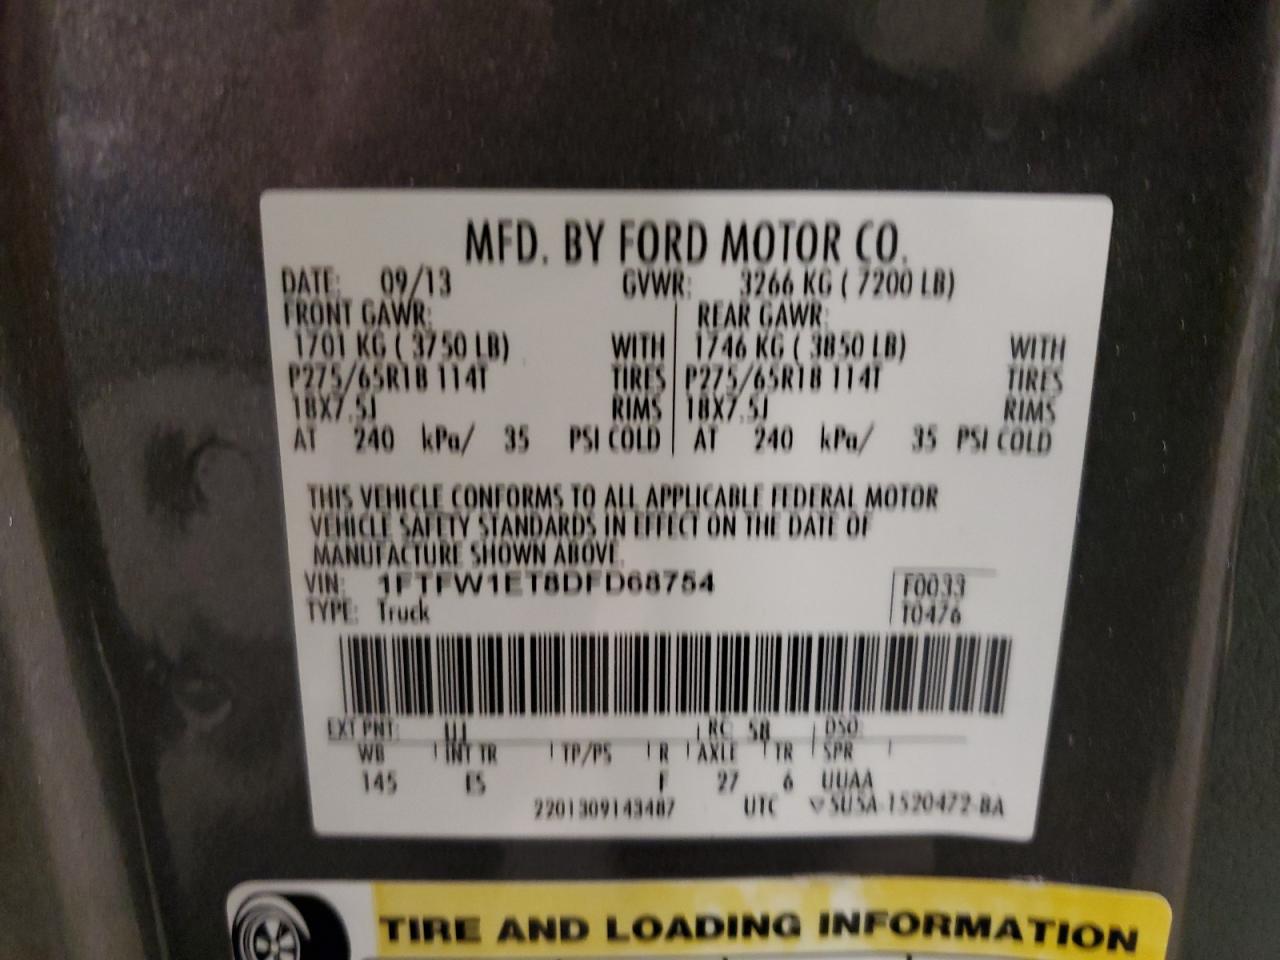 MFD. BY FORD MOTOR CO.
DATE: 09/13 GVWR: 3266 KG ( 7200 LB)
FRONT GAWR: REAR GAWR:
1701 KG ( 3750 LB) WITH 1746 KG ( 3850 LB) WITH
P275/65R18 114T TIRES P275/65R18 114T TIRES
18X7.5J RIMS 18X7.5J RIMS
AT 240 kPa/ 35 PSI COLD AT 240 kPa/ 35 PSI COLD
THIS VEHICLE CONFORMS TO ALL APPLICABLE FEDERAL MOTOR
VEHICLE SAFETY STANDARDS IN EFFECT ON THE DATE OF
MANUFACTURE SHOWN ABOVE.
VIN: 1FTFW1ET8DFD68754 F0033
TYPE: Truck T0476
EXT PNT: UJ RC: 58 DSO:
WB INT TR TP/PS R AXLE TR SPR
145 ES F 27 6 UUAA
2201309143487 UTC ▽SU5A-1520472-BA
TIRE AND LOADING INFORMATION